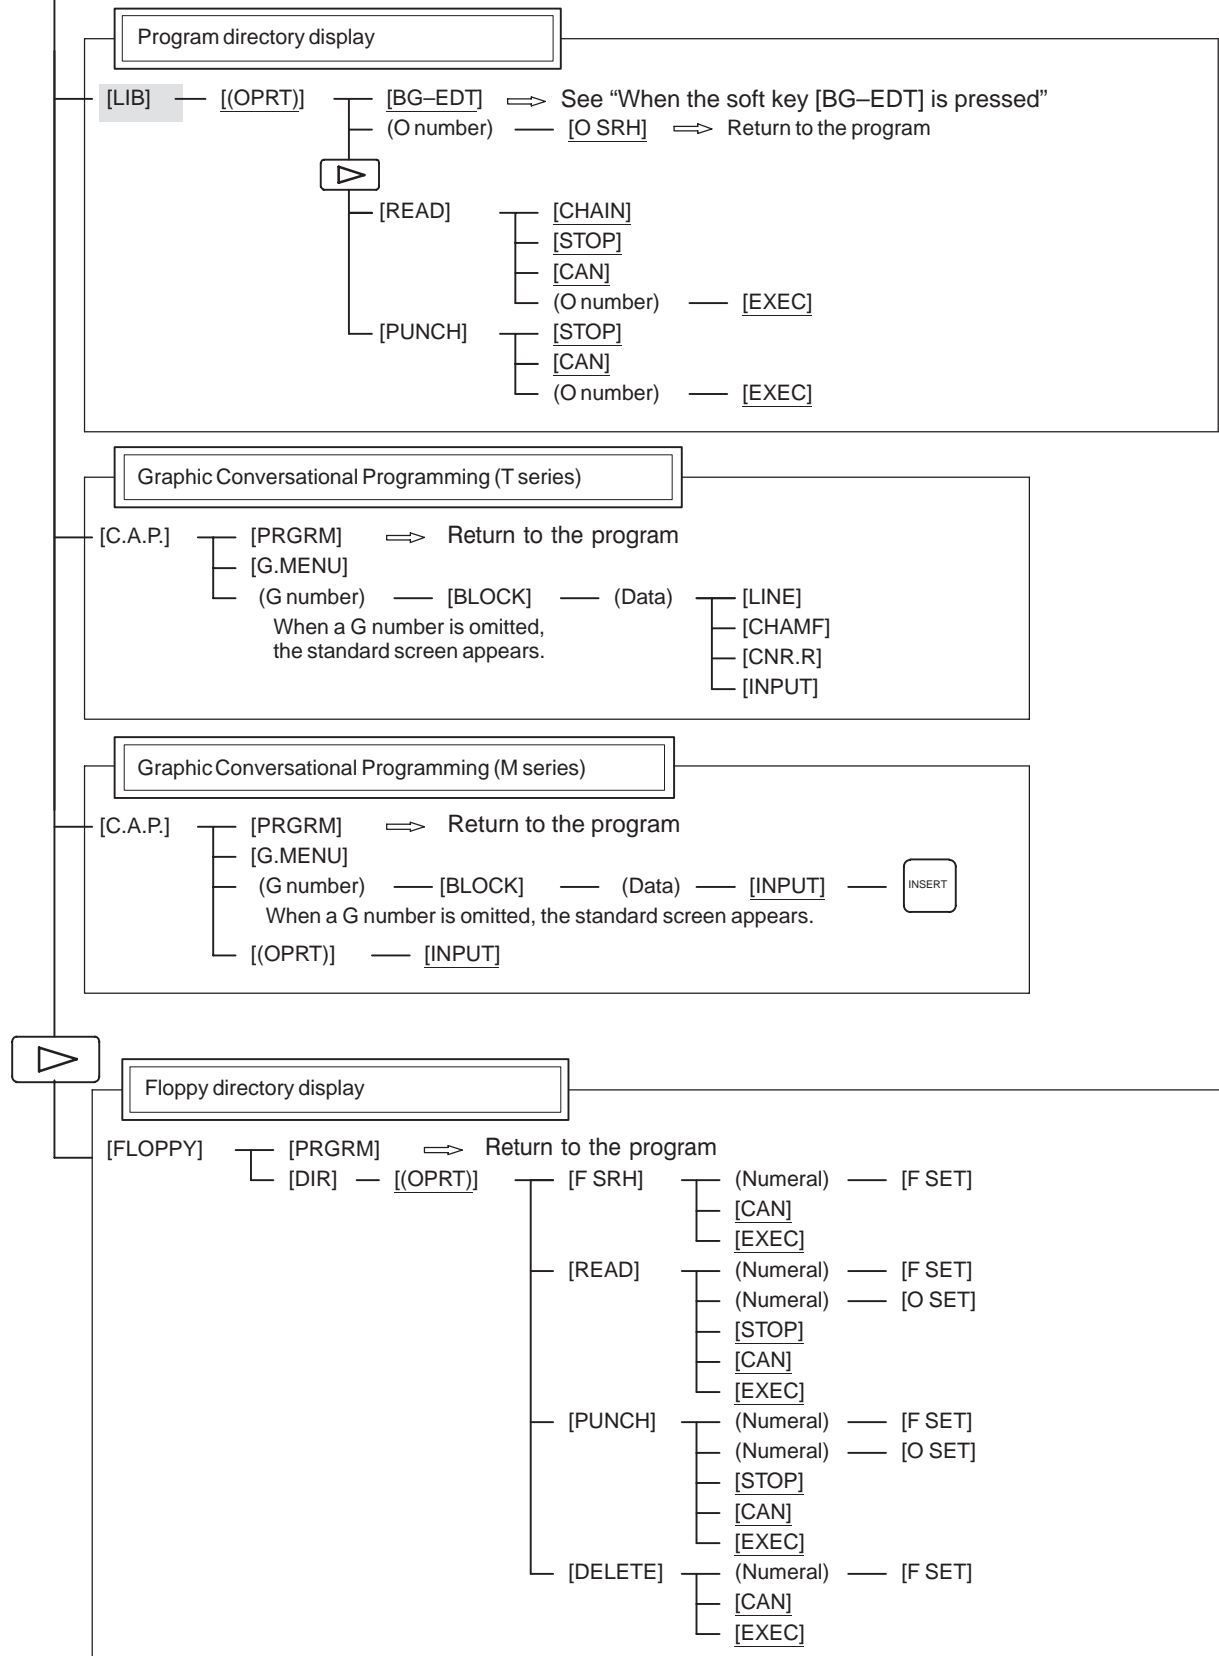 Program directory display
[LIB] [(OPRT)] [BG–EDT] See “When the soft key [BG–EDT] is pressed”
(O number) [O SRH] Return to the program
[READ] [CHAIN]
[STOP]
[CAN]
(O number) [EXEC]
[PUNCH] [STOP]
[CAN]
(O number) [EXEC]
Graphic Conversational Programming (T series)
[C.A.P.] [PRGRM] Return to the program
[G.MENU]
(G number) [BLOCK] (Data) [LINE]
When a G number is omitted, [CHAMF]
the standard screen appears. [CNR.R]
[INPUT]
Graphic Conversational Programming (M series)
[C.A.P.] [PRGRM] Return to the program
[G.MENU]
(G number) [BLOCK] (Data) [INPUT] INSERT
When a G number is omitted, the standard screen appears.
[(OPRT)] [INPUT]
Floppy directory display
[FLOPPY] [PRGRM] Return to the program
[DIR] [(OPRT)] [F SRH] (Numeral) [F SET]
[CAN]
[EXEC]
[READ] (Numeral) [F SET]
(Numeral) [O SET]
[STOP]
[CAN]
[EXEC]
[PUNCH] (Numeral) [F SET]
(Numeral) [O SET]
[STOP]
[CAN]
[EXEC]
[DELETE] (Numeral) [F SET]
[CAN]
[EXEC]